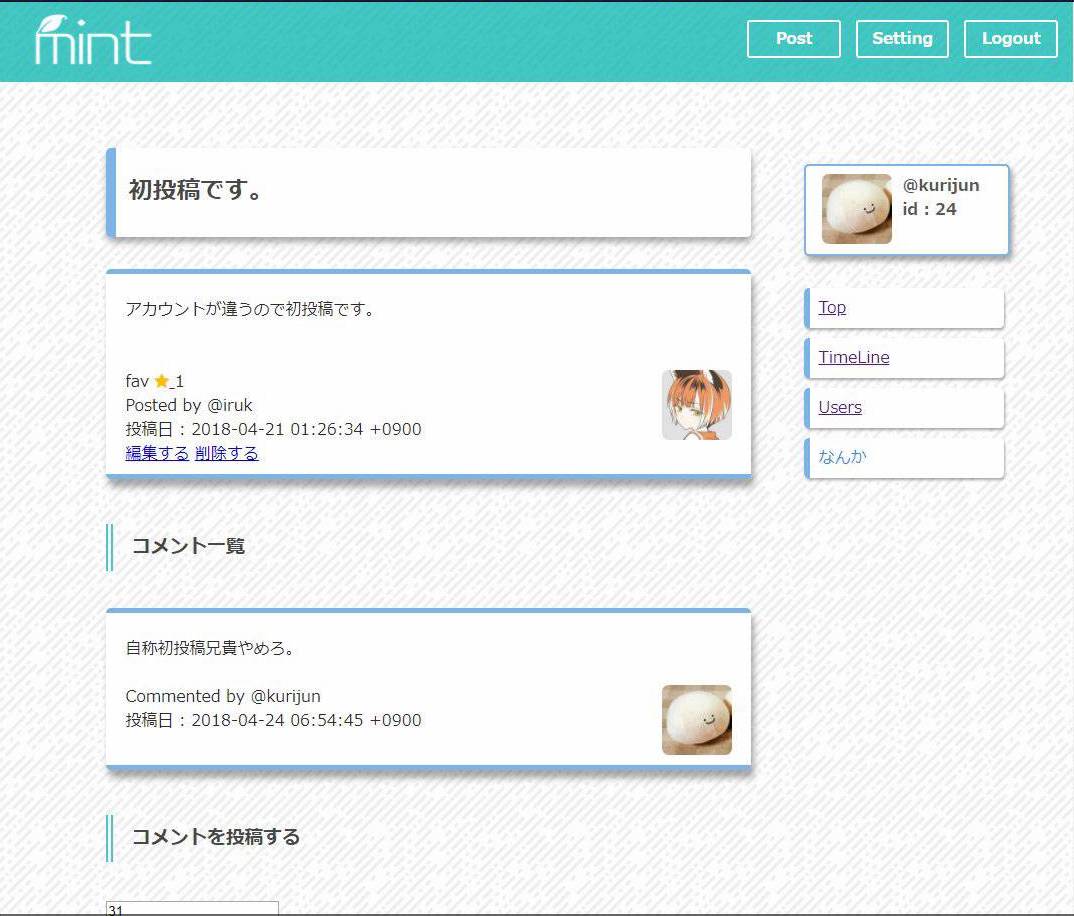 mint
Post
Setting
Logout
初投稿です。
アカウントが違うので初投稿です。
fav ⭐_1
Posted by @iruk
投稿日 : 2018-04-21 01:26:34 +0900
編集する 削除する
コメント一覧
自称初投稿兄貴やめろ。
Commented by @kurijun
投稿日 : 2018-04-24 06:54:45 +0900
コメントを投稿する
31
@kurijun
id : 24
Top
TimeLine
Users
なんか